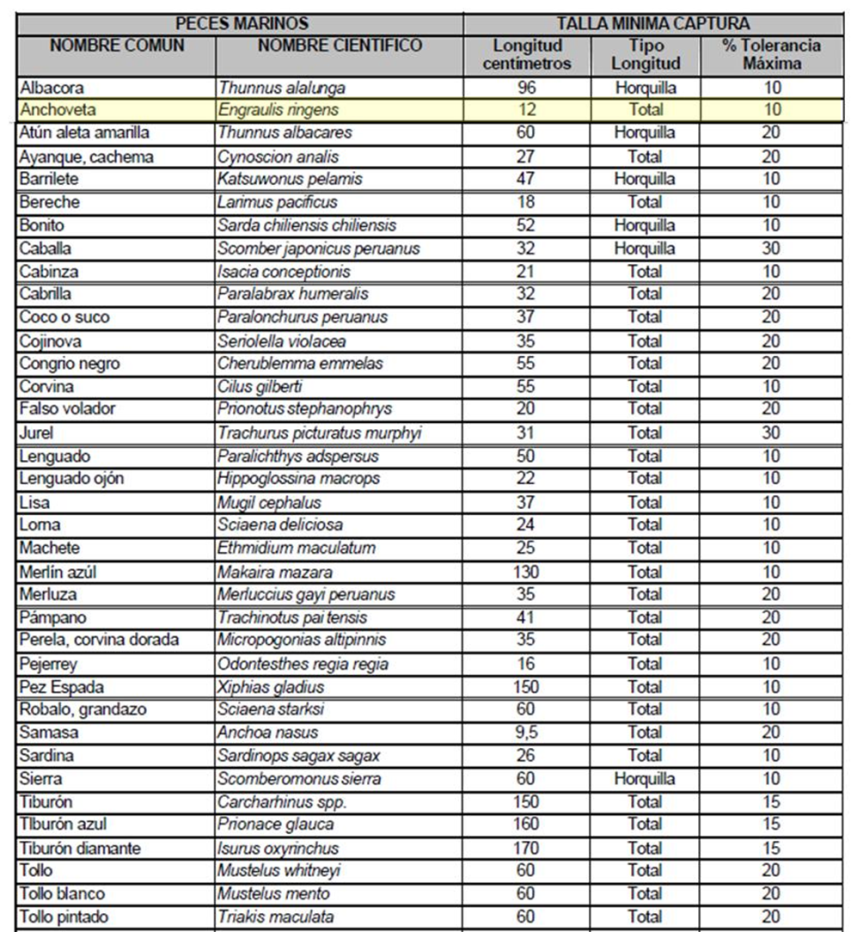 PECES MARINOS TALLA MINIMA CAPTURA
NOMBRE COMUN NOMBRE CIENTIFICO Longitud centímetros Tipo Longitud % Tolerancia Máxima
Albacora Thunnus alalunga 96 Horquilla 10
Anchoveta Engraulis ringens 12 Total 10
Atún aleta amarilla Thunnus albacares 60 Horquilla 20
Ayanque, cachema Cynoscion analis 27 Total 20
Barrilete Katsuwonus pelamis 47 Horquilla 10
Bereche Larimus pacificus 18 Total 10
Bonito Sarda chiliensis chiliensis 52 Horquilla 10
Caballa Scomber japonicus peruanus 32 Horquilla 30
Cabinza Isacia conceptionis 21 Total 10
Cabrilla Paralabrax humeralis 32 Total 20
Coco o suco Paralonchurus peruanus 37 Total 20
Cojinova Seriolella violacea 35 Total 20
Congrio negro Cherublemma emmelas 55 Total 20
Corvina Cilus gilberti 55 Total 10
Falso volador Prionotus stephanophrys 20 Total 20
Jurel Trachurus picturatus murphyi 31 Total 30
Lenguado Paralichthys adspersus 50 Total 10
Lenguado ojón Hippoglossina macrops 22 Total 10
Lisa Mugil cephalus 37 Total 10
Lorna Sciaena deliciosa 24 Total 10
Machete Ethmidium maculatum 25 Total 10
Merlín azúl Makaira mazara 130 Total 10
Merluza Merluccius gayi peruanus 35 Total 20
Pámpano Trachinotus pai tensis 41 Total 20
Perela, corvina dorada Micropogonias altipinnis 35 Total 20
Pejerrey Odontesthes regia regia 16 Total 10
Pez Espada Xiphias gladius 150 Total 10
Robalo, grandazo Sciaena starksi 60 Total 10
Samasa Anchoa nasus 9,5 Total 20
Sardina Sardinops sagax sagax 26 Total 10
Sierra Scomberomonus sierra 60 Horquilla 10
Tiburón Carcharhinus spp. 150 Total 15
TIburón azul Prionace glauca 160 Total 15
Tiburón diamante Isurus oxyrinchus 170 Total 15
Tollo Mustelus whitneyi 60 Total 20
Tollo blanco Mustelus mento 60 Total 20
Tollo pintado Triakis maculata 60 Total 20